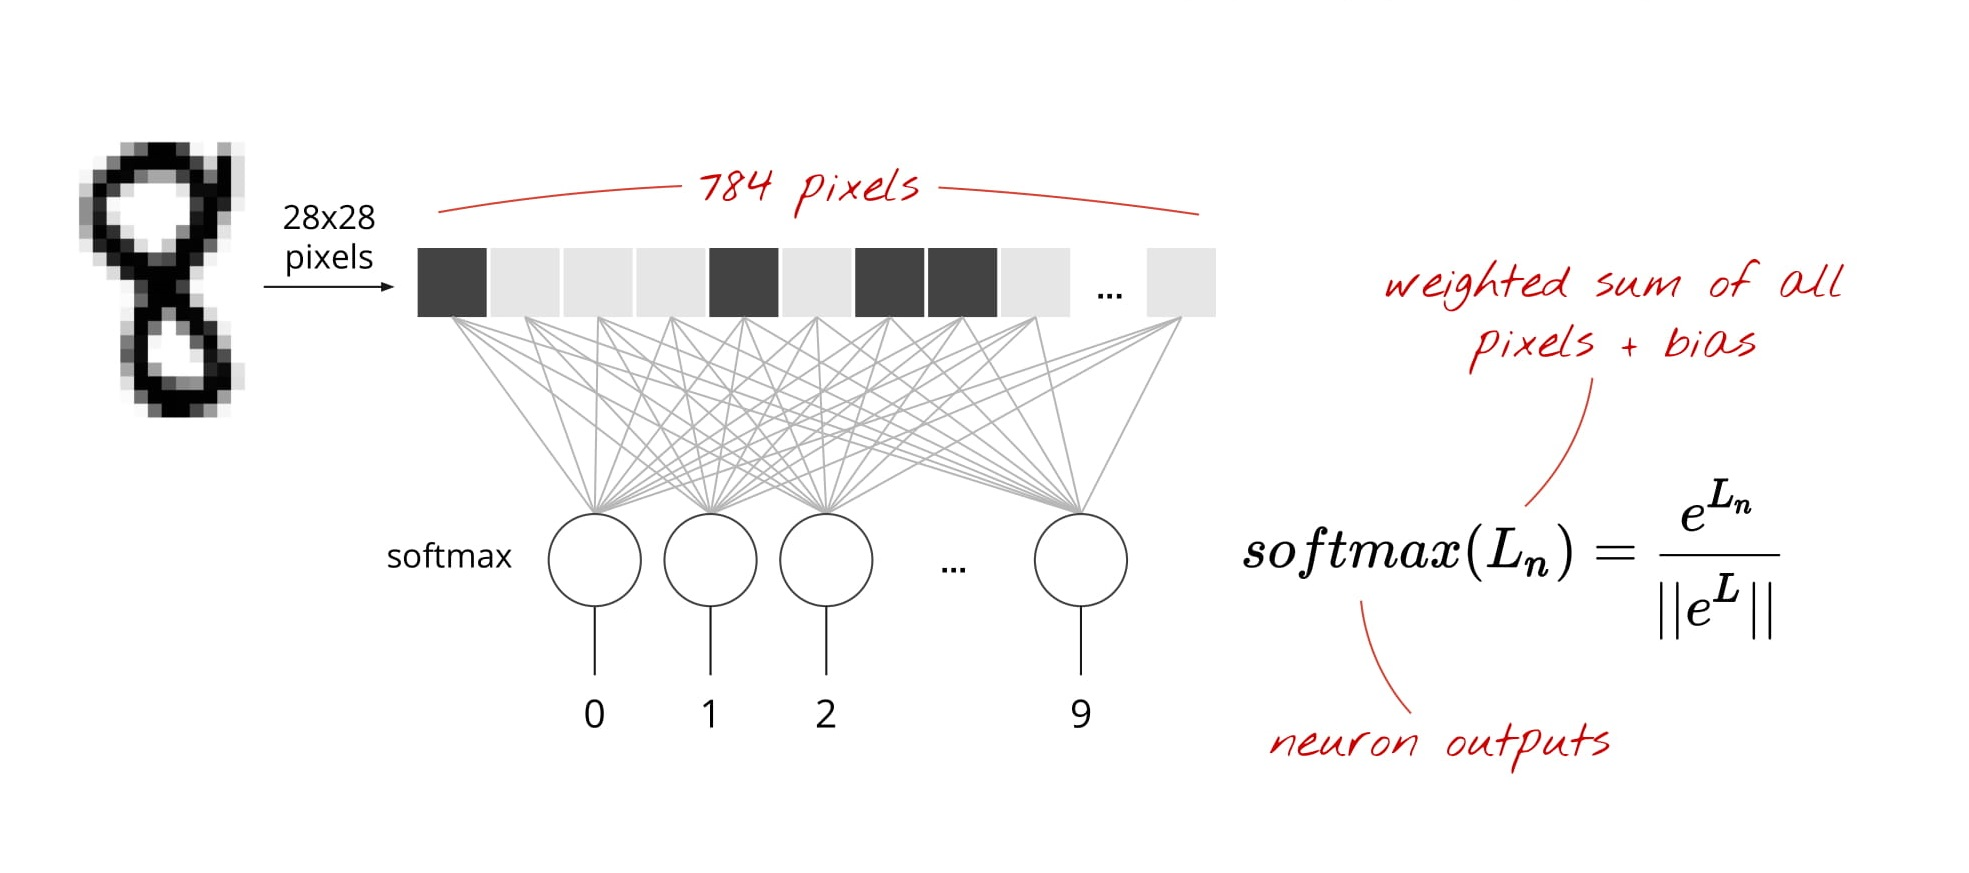 28x28
pixels
784 pixels
...
weighted sum of all
pixels + bias
softmax
...
softmax(Lₙ) = e^{Lₙ} / ||e^L||
0 1 2 9
neuron outputs